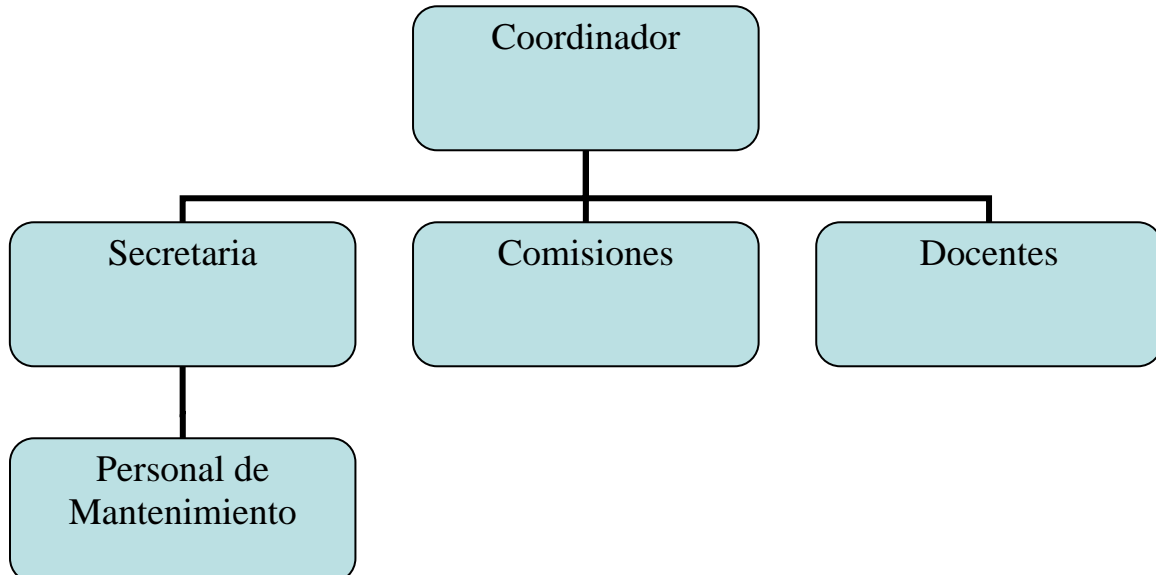 Coordinador
Secretaria
Comisiones
Docentes
Personal de
Mantenimiento